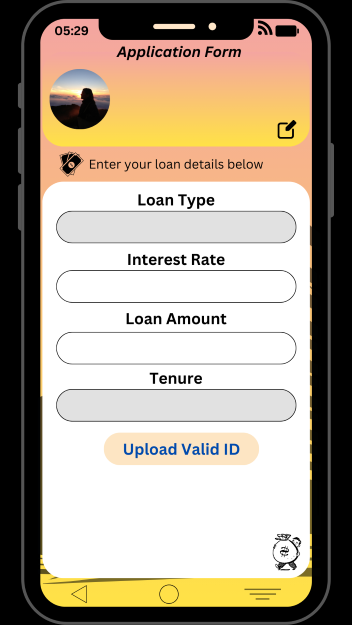 05:29
Application Form
Enter your loan details below
Loan Type
Interest Rate
Loan Amount
Tenure
Upload Valid ID